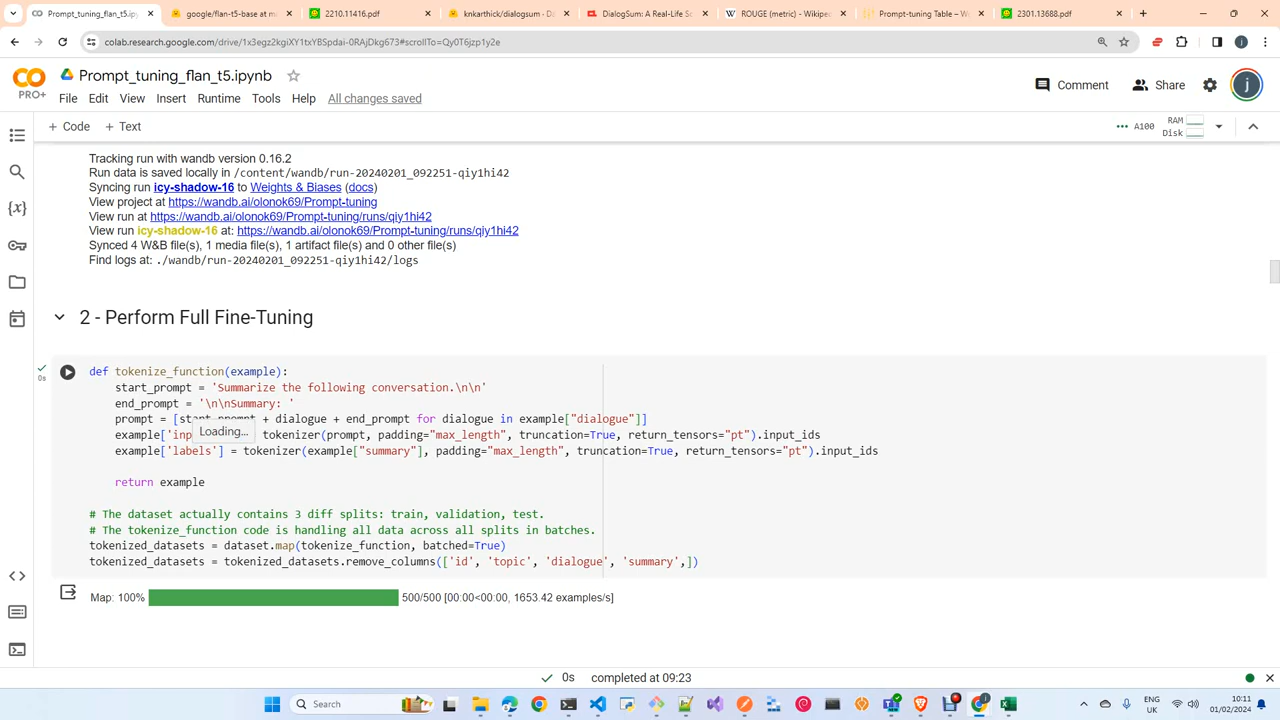 Prompt_tuning_flan_t5.ipynb
google/flan-t5-base at m
2210.11416.pdf
knkarthick/dialogsum - Da
DialogSum: A Real-Life S
ROUGE (metric) - Wikipe
Prompt-tuning Table – W
2301.13688.pdf
colab.research.google.com/drive/1x3egz2kgiXY1txYBSpdai-0RAjDkg673#scrollTo=Qy0T6jzp1y2e
PRO+
Prompt_tuning_flan_t5.ipynb
File Edit View Insert Runtime Tools Help All changes saved
Comment Share j
+ Code + Text
A100 RAM Disk
Tracking run with wandb version 0.16.2
Run data is saved locally in /content/wandb/run-20240201_092251-qiy1hi42
Syncing run icy-shadow-16 to Weights & Biases (docs)
View project at https://wandb.ai/olonok69/Prompt-tuning
View run at https://wandb.ai/olonok69/Prompt-tuning/runs/qiy1hi42
View run icy-shadow-16 at: https://wandb.ai/olonok69/Prompt-tuning/runs/qiy1hi42
Synced 4 W&B file(s), 1 media file(s), 1 artifact file(s) and 0 other file(s)
Find logs at: ./wandb/run-20240201_092251-qiy1hi42/logs
2 - Perform Full Fine-Tuning
0s
def tokenize_function(example):
start_prompt = 'Summarize the following conversation.\n\n'
end_prompt = '\n\nSummary: '
prompt = [start_prompt + dialogue + end_prompt for dialogue in example["dialogue"]]
example['inp Loading... tokenizer(prompt, padding="max_length", truncation=True, return_tensors="pt").input_ids
example['labels'] = tokenizer(example["summary"], padding="max_length", truncation=True, return_tensors="pt").input_ids
return example
# The dataset actually contains 3 diff splits: train, validation, test.
# The tokenize_function code is handling all data across all splits in batches.
tokenized_datasets = dataset.map(tokenize_function, batched=True)
tokenized_datasets = tokenized_datasets.remove_columns(['id', 'topic', 'dialogue', 'summary',])
Map: 100% 500/500 [00:00<00:00, 1653.42 examples/s]
0s completed at 09:23
Search
ENG
UK
10:11
01/02/2024